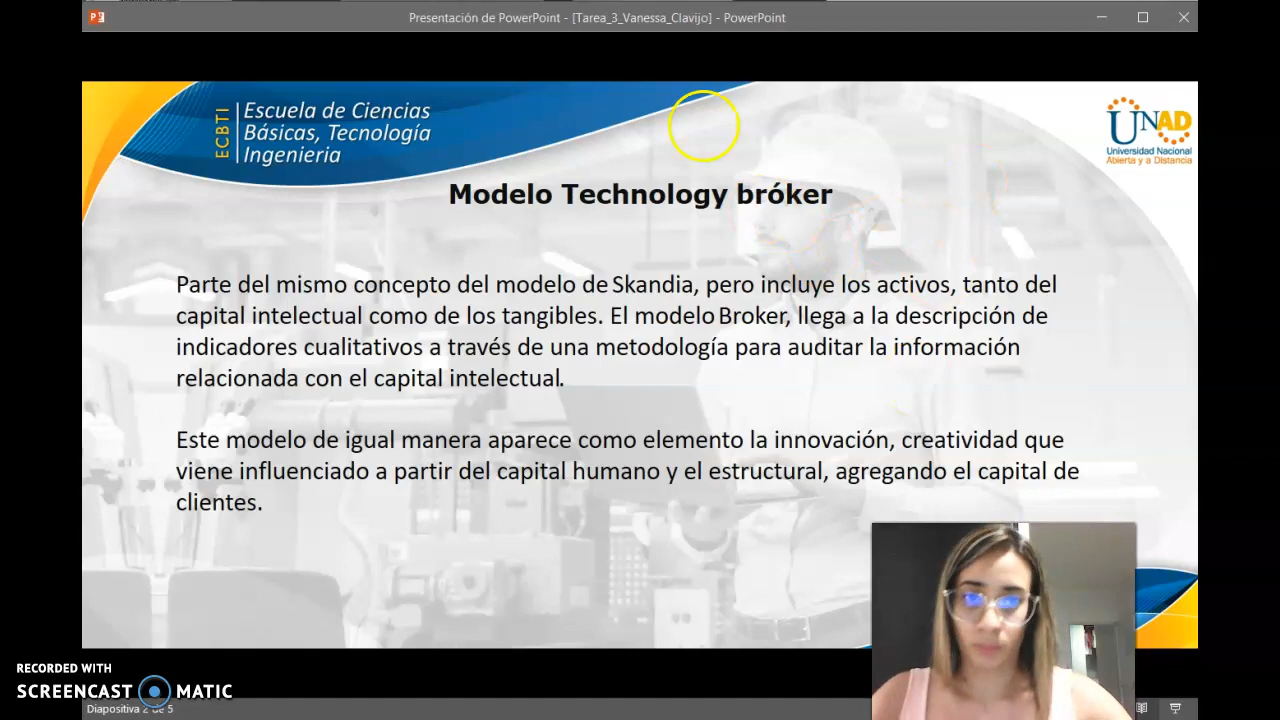 Presentación de PowerPoint - [Tarea_3_Vanessa_Clavijo] - PowerPoint
ECBTI
Escuela de Ciencias
Básicas, Tecnología
Ingenieria
UNAD
Universidad Nacional
Abierta y a Distancia
Modelo Technology bróker
Parte del mismo concepto del modelo de Skandia, pero incluye los activos, tanto del
capital intelectual como de los tangibles. El modelo Broker, llega a la descripción de
indicadores cualitativos a través de una metodología para auditar la información
relacionada con el capital intelectual.
Este modelo de igual manera aparece como elemento la innovación, creatividad que
viene influenciado a partir del capital humano y el estructural, agregando el capital de
clientes.
RECORDED WITH
SCREENCAST MATIC
Diapositiva 2 de 5